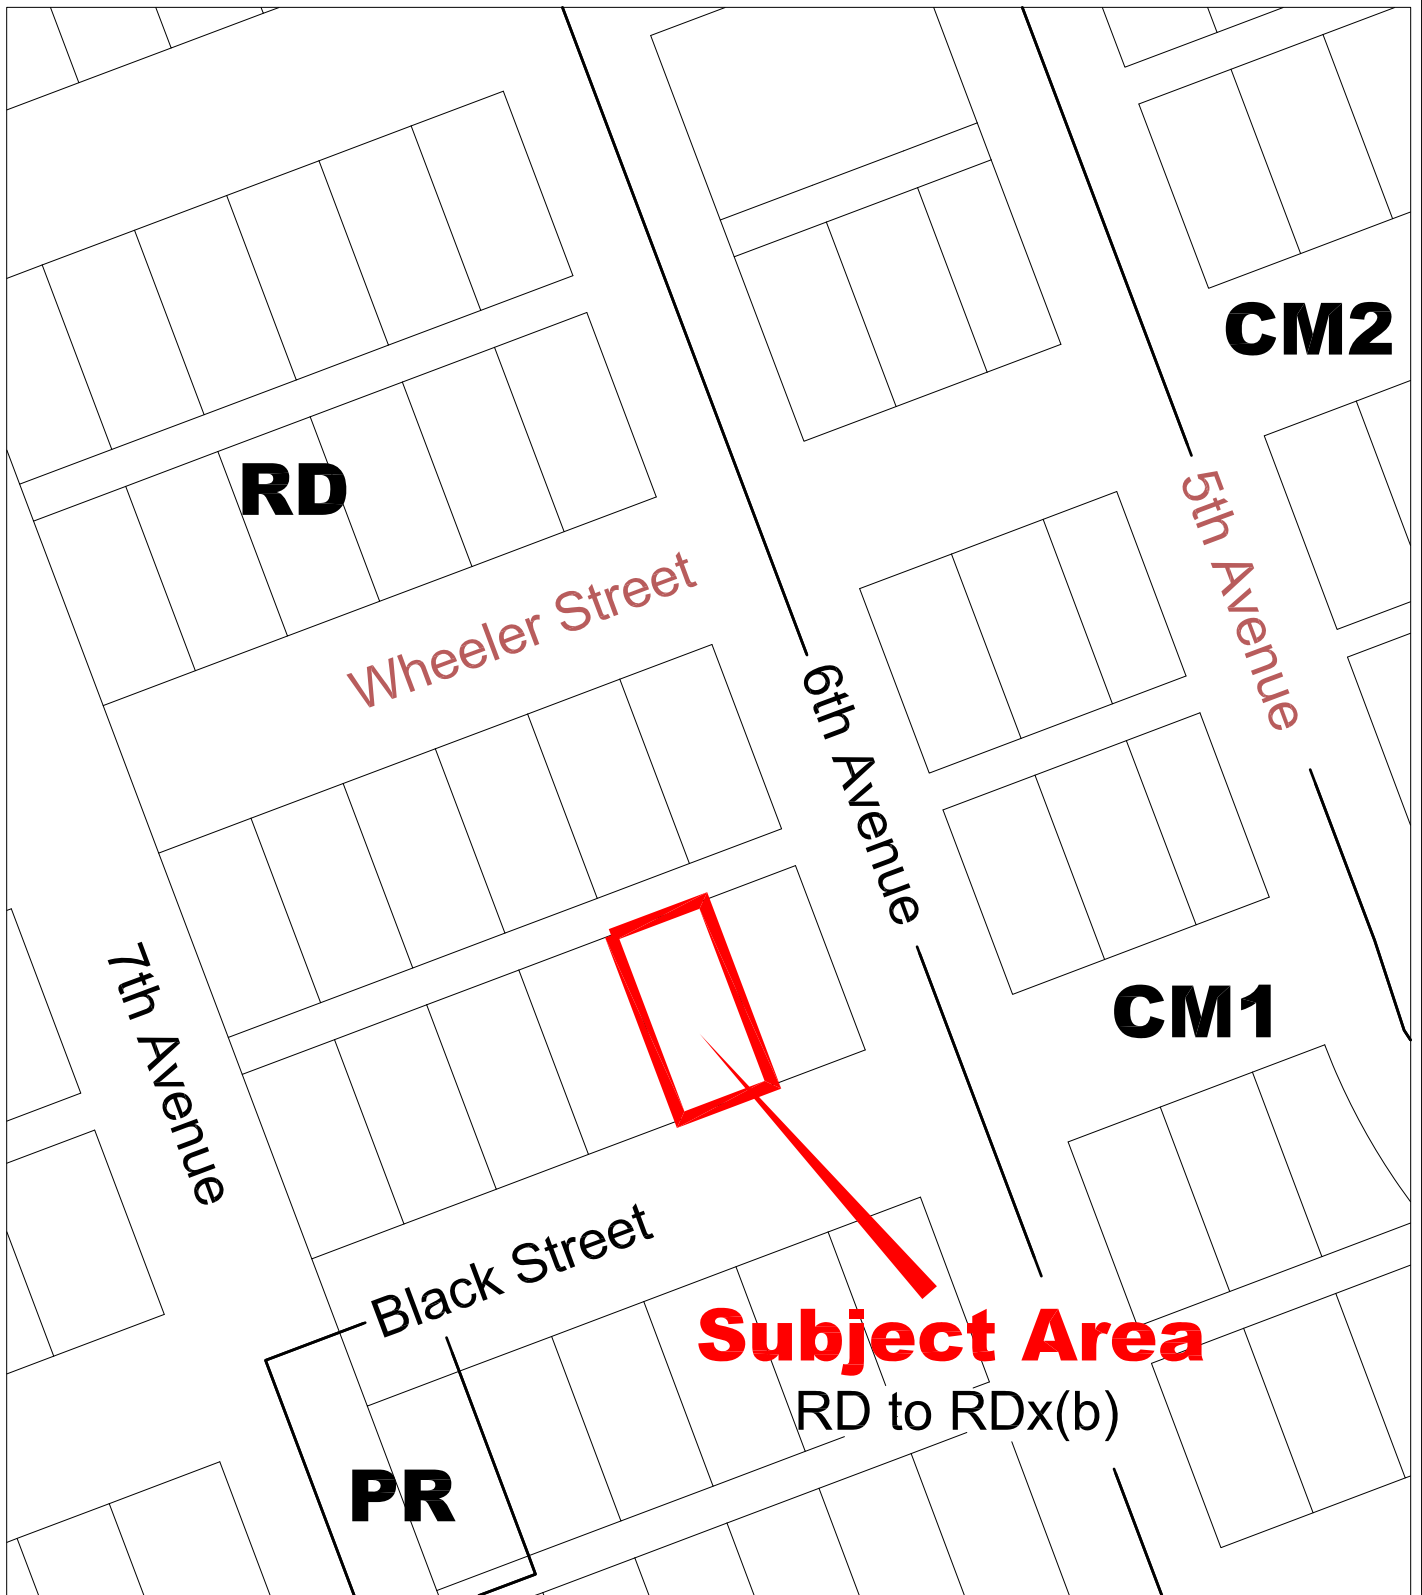 CM2
RD
5th Avenue
Wheeler Street
6th Avenue
7th Avenue
CM1
Black Street
Subject Area
RD to RDx(b)
PR